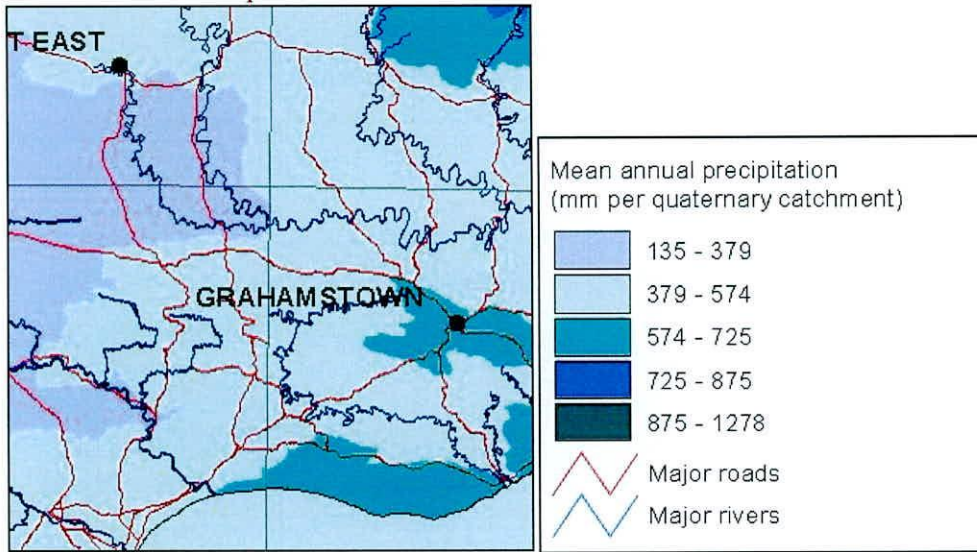 T EAST
GRAHAMSTOWN
Mean annual precipitation
(mm per quaternary catchment)
135 - 379
379 - 574
574 - 725
725 - 875
875 - 1278
Major roads
Major rivers